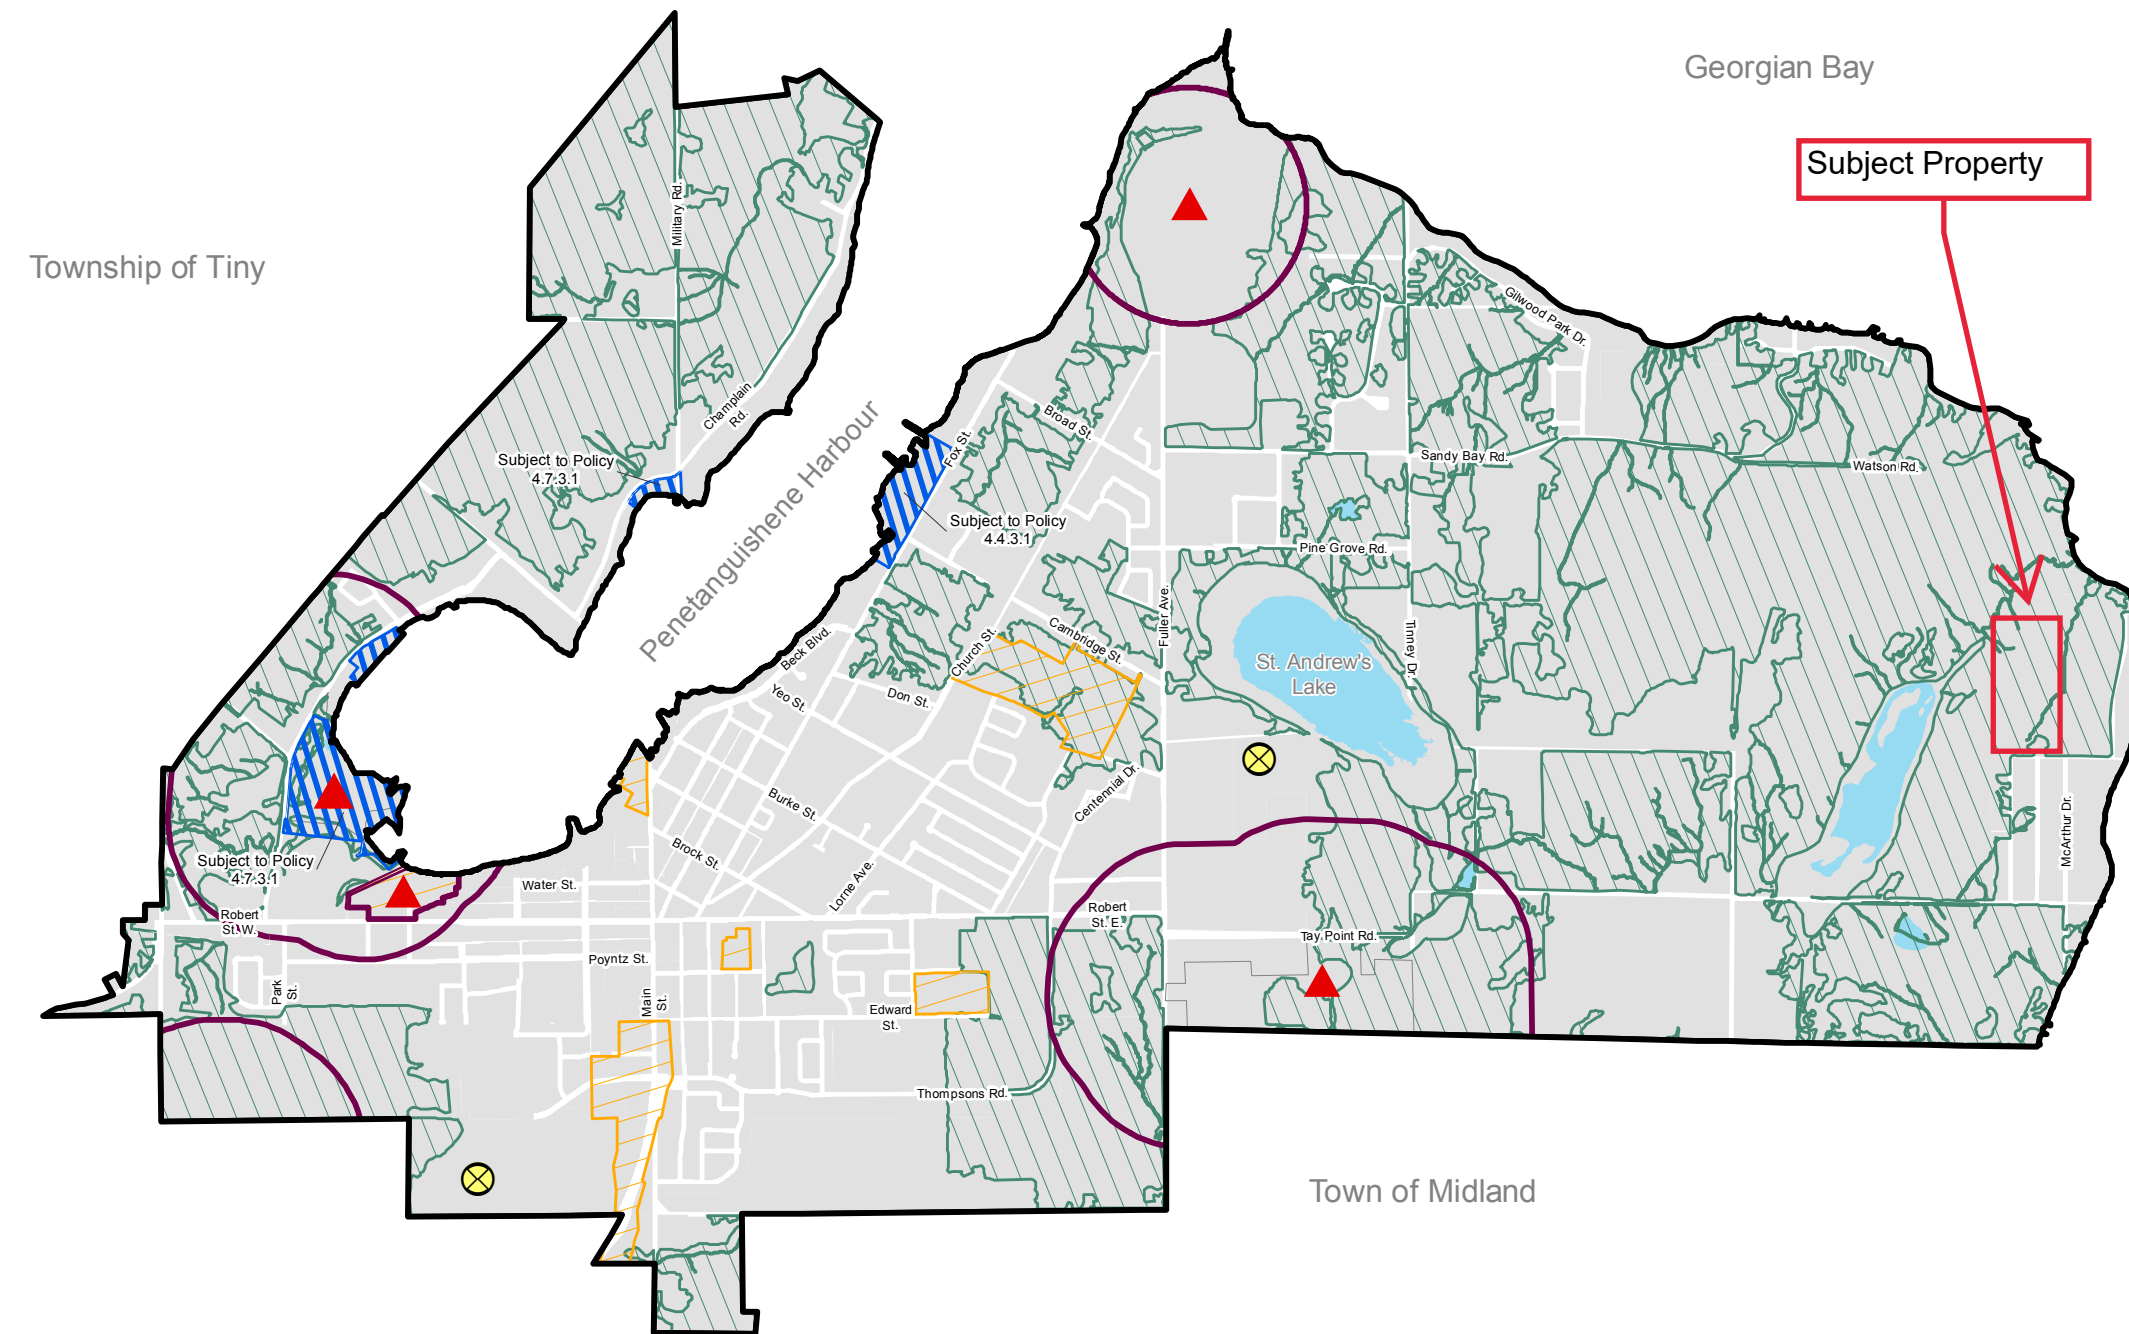 Georgian Bay
Subject Property
Township of Tiny
Military Rd.
Gilwood Park Dr.
Champlain
Rd.
Broad St.
Fox St.
Sandy Bay Rd.
Watson Rd.
Subject to Policy
4.7.3.1
Penetanguishene Harbour
Subject to Policy
4.4.3.1
Pine Grove Rd.
Fuller Ave.
Tinney Dr.
Cambridge St.
Church St.
Beck Blvd.
St. Andrew's
Lake
Yeo St.
Don St.
Centennial Dr.
Burke St.
McArthur Dr.
Brock St.
Subject to Policy
4.7.3.1
Water St.
Lorne Ave.
Robert
St. W.
Robert
St. E.
Tay Point Rd.
Poyntz St.
Park
St.
Main
St.
Edward
St.
Thompsons Rd.
Town of Midland